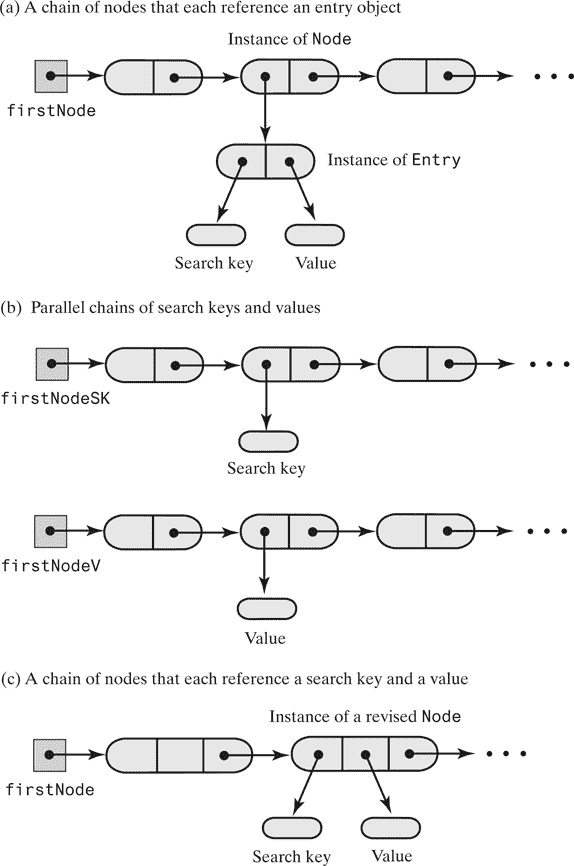 (a) A chain of nodes that each reference an entry object
Instance of Node
firstNode
Instance of Entry
Search key Value
(b) Parallel chains of search keys and values
firstNodeSK
Search key
firstNodeV
Value
(c) A chain of nodes that each reference a search key and a value
Instance of a revised Node
firstNode
Search key Value